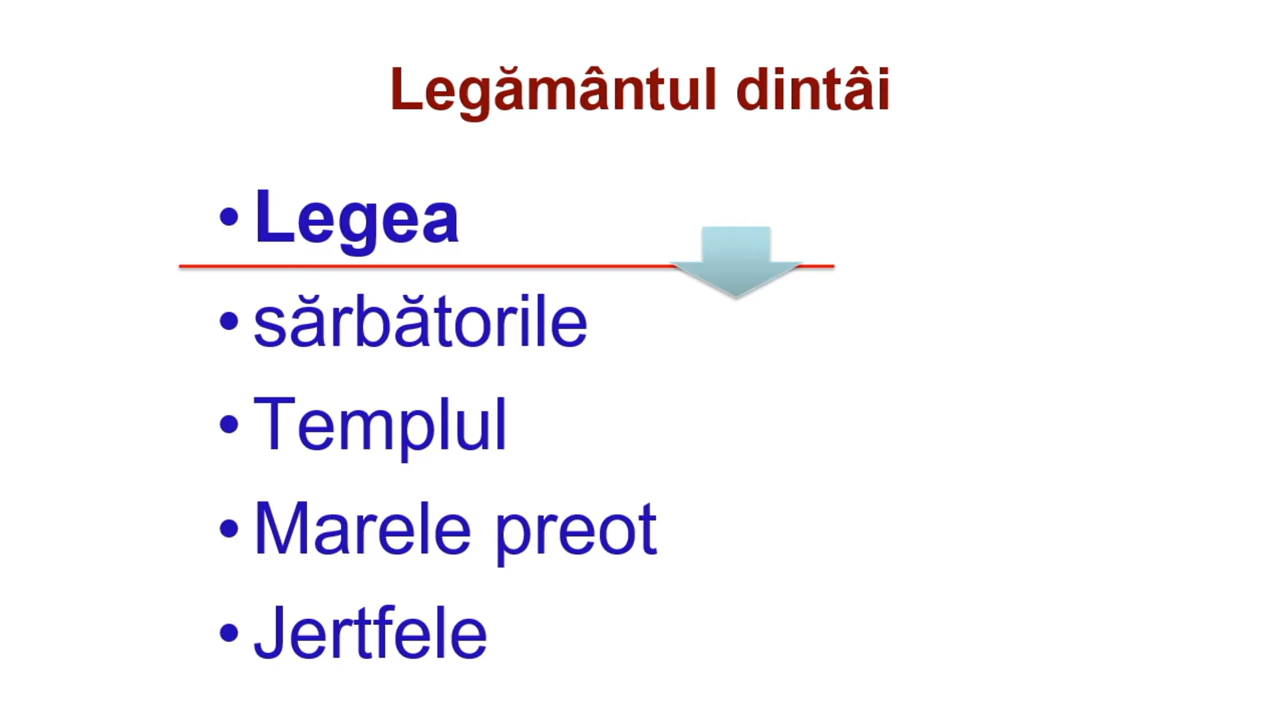 Legământul dintâi
• Legea
• sărbătorile
• Templul
• Marele preot
• Jertfele